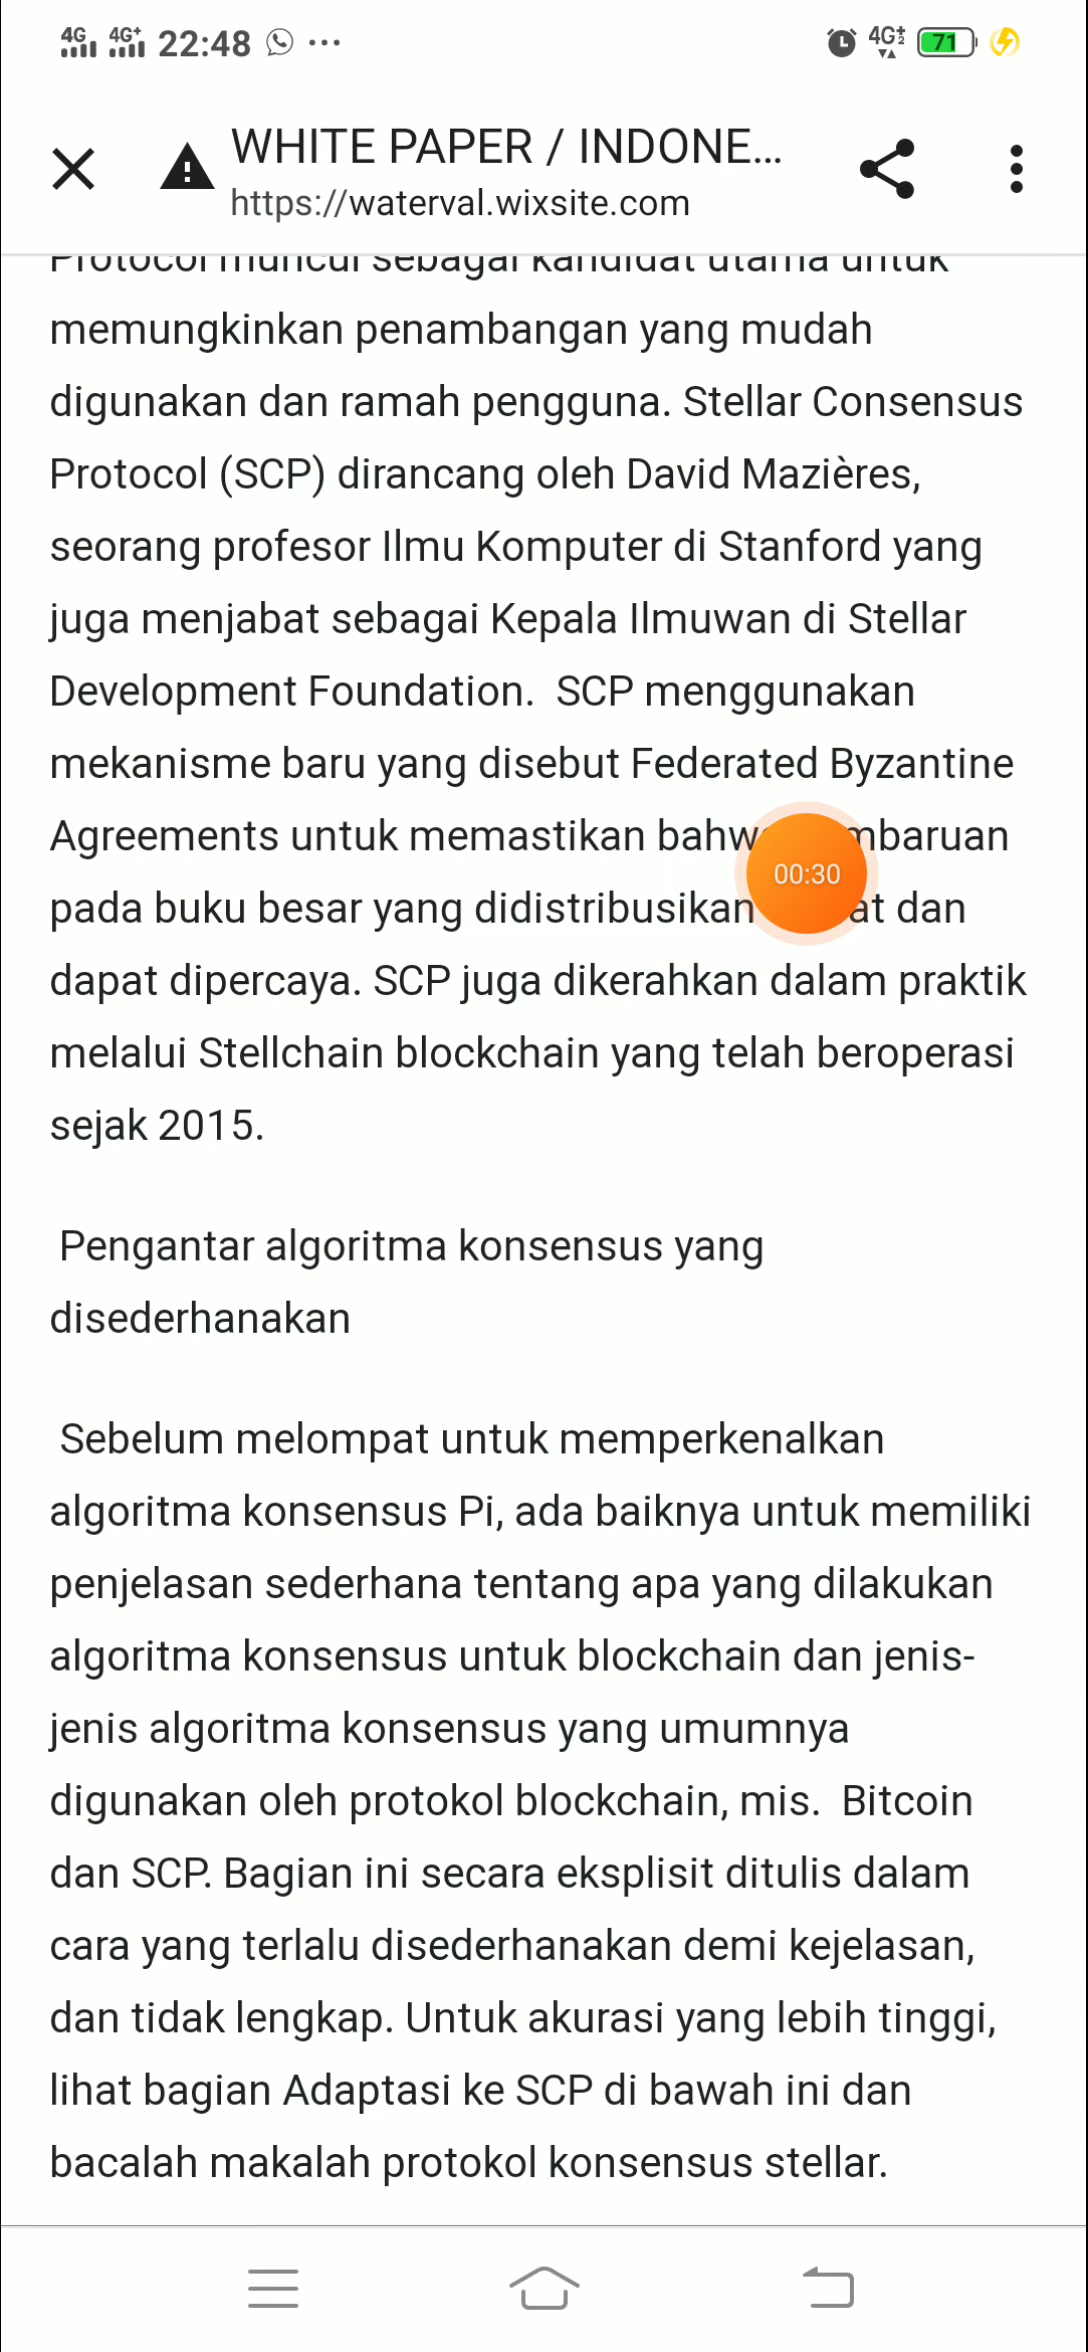 4G 4G+ 22:48 ... 4G+2 71
WHITE PAPER / INDONE...
https://waterval.wixsite.com
Protocol muncul sebagai kandidat utama untuk
memungkinkan penambangan yang mudah
digunakan dan ramah pengguna. Stellar Consensus
Protocol (SCP) dirancang oleh David Mazières,
seorang profesor Ilmu Komputer di Stanford yang
juga menjabat sebagai Kepala Ilmuwan di Stellar
Development Foundation.  SCP menggunakan
mekanisme baru yang disebut Federated Byzantine
Agreements untuk memastikan
00:30
pada buku besar yang didistribusikan dan
dapat dipercaya. SCP juga dikerahkan dalam praktik
melalui Stellchain blockchain yang telah beroperasi
sejak 2015.
Pengantar algoritma konsensus yang
disederhanakan
Sebelum melompat untuk memperkenalkan
algoritma konsensus Pi, ada baiknya untuk memiliki
penjelasan sederhana tentang apa yang dilakukan
algoritma konsensus untuk blockchain dan jenis-
jenis algoritma konsensus yang umumnya
digunakan oleh protokol blockchain, mis.  Bitcoin
dan SCP. Bagian ini secara eksplisit ditulis dalam
cara yang terlalu disederhanakan demi kejelasan,
dan tidak lengkap. Untuk akurasi yang lebih tinggi,
lihat bagian Adaptasi ke SCP di bawah ini dan
bacalah makalah protokol konsensus stellar.